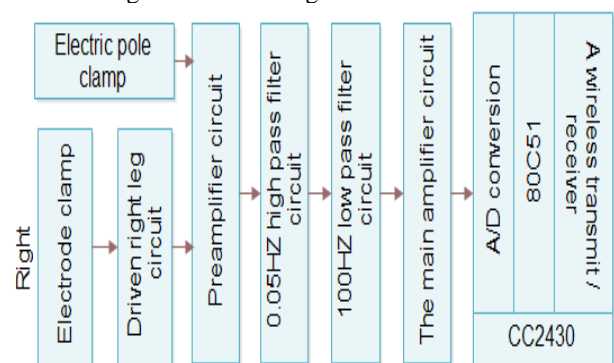 Electric pole
clamp
Right
Electrode clamp
Driven right leg
circuit
Preamplifier circuit
0.05HZ high pass filter
circuit
100HZ low pass filter
circuit
The main amplifier circuit
A/D conversion
80C51
A wireless transmit /
receiver
CC2430